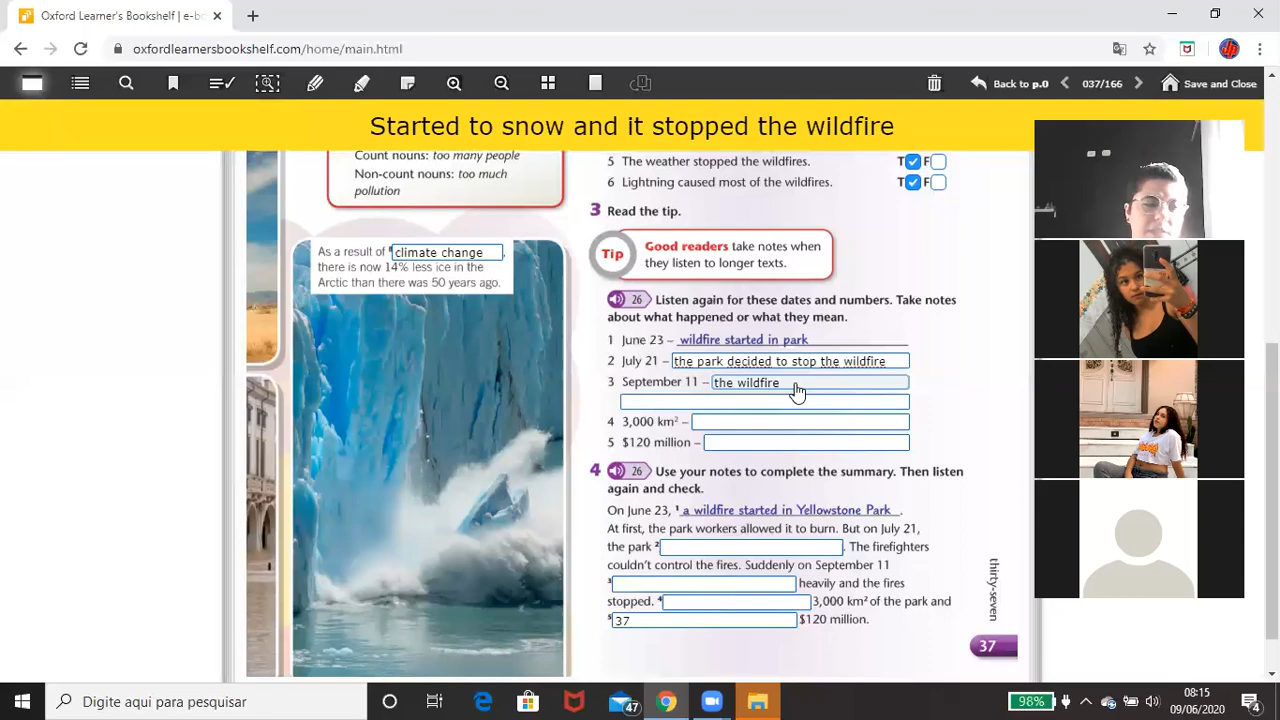 Oxford Learner's Bookshelf | e-bo
oxfordlearnersbookshelf.com/home/main.html
Back to p.0
037/166
Save and Close
Started to snow and it stopped the wildfire
Count nouns: too many people
Non-count nouns: too much
pollution
As a result of climate change,
there is now 14% less ice in the
Arctic than there was 50 years ago.
5 The weather stopped the wildfires. T F
6 Lightning caused most of the wildfires. T F
3 Read the tip.
Tip
Good readers take notes when
they listen to longer texts.
26 Listen again for these dates and numbers. Take notes
about what happened or what they mean.
1 June 23 – wildfire started in park
2 July 21 – the park decided to stop the wildfire
3 September 11 – the wildfire
4 3,000 km² –
5 $120 million –
4 26 Use your notes to complete the summary. Then listen
again and check.
On June 23, ¹ a wildfire started in Yellowstone Park .
At first, the park workers allowed it to burn. But on July 21,
the park ² . The firefighters
couldn't control the fires. Suddenly on September 11
³ heavily and the fires
stopped. ⁴ 3,000 km² of the park and
⁵ 37 $120 million.
thirty-seven
37
Digite aqui para pesquisar
47
98%
08:15
09/06/2020
4